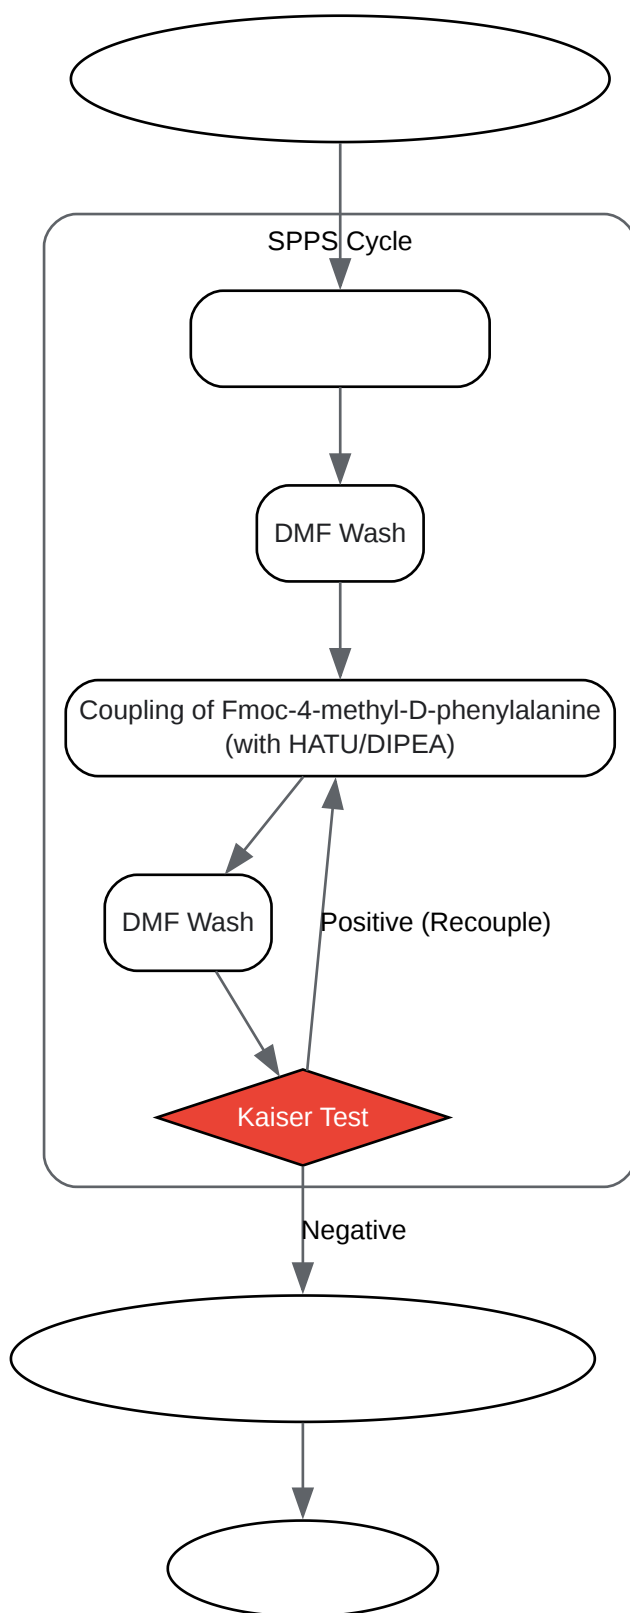 SPPS Cycle
DMF Wash
Coupling of Fmoc-4-methyl-D-phenylalanine
(with HATU/DIPEA)
DMF Wash
Positive (Recouple)
Kaiser Test
Negative